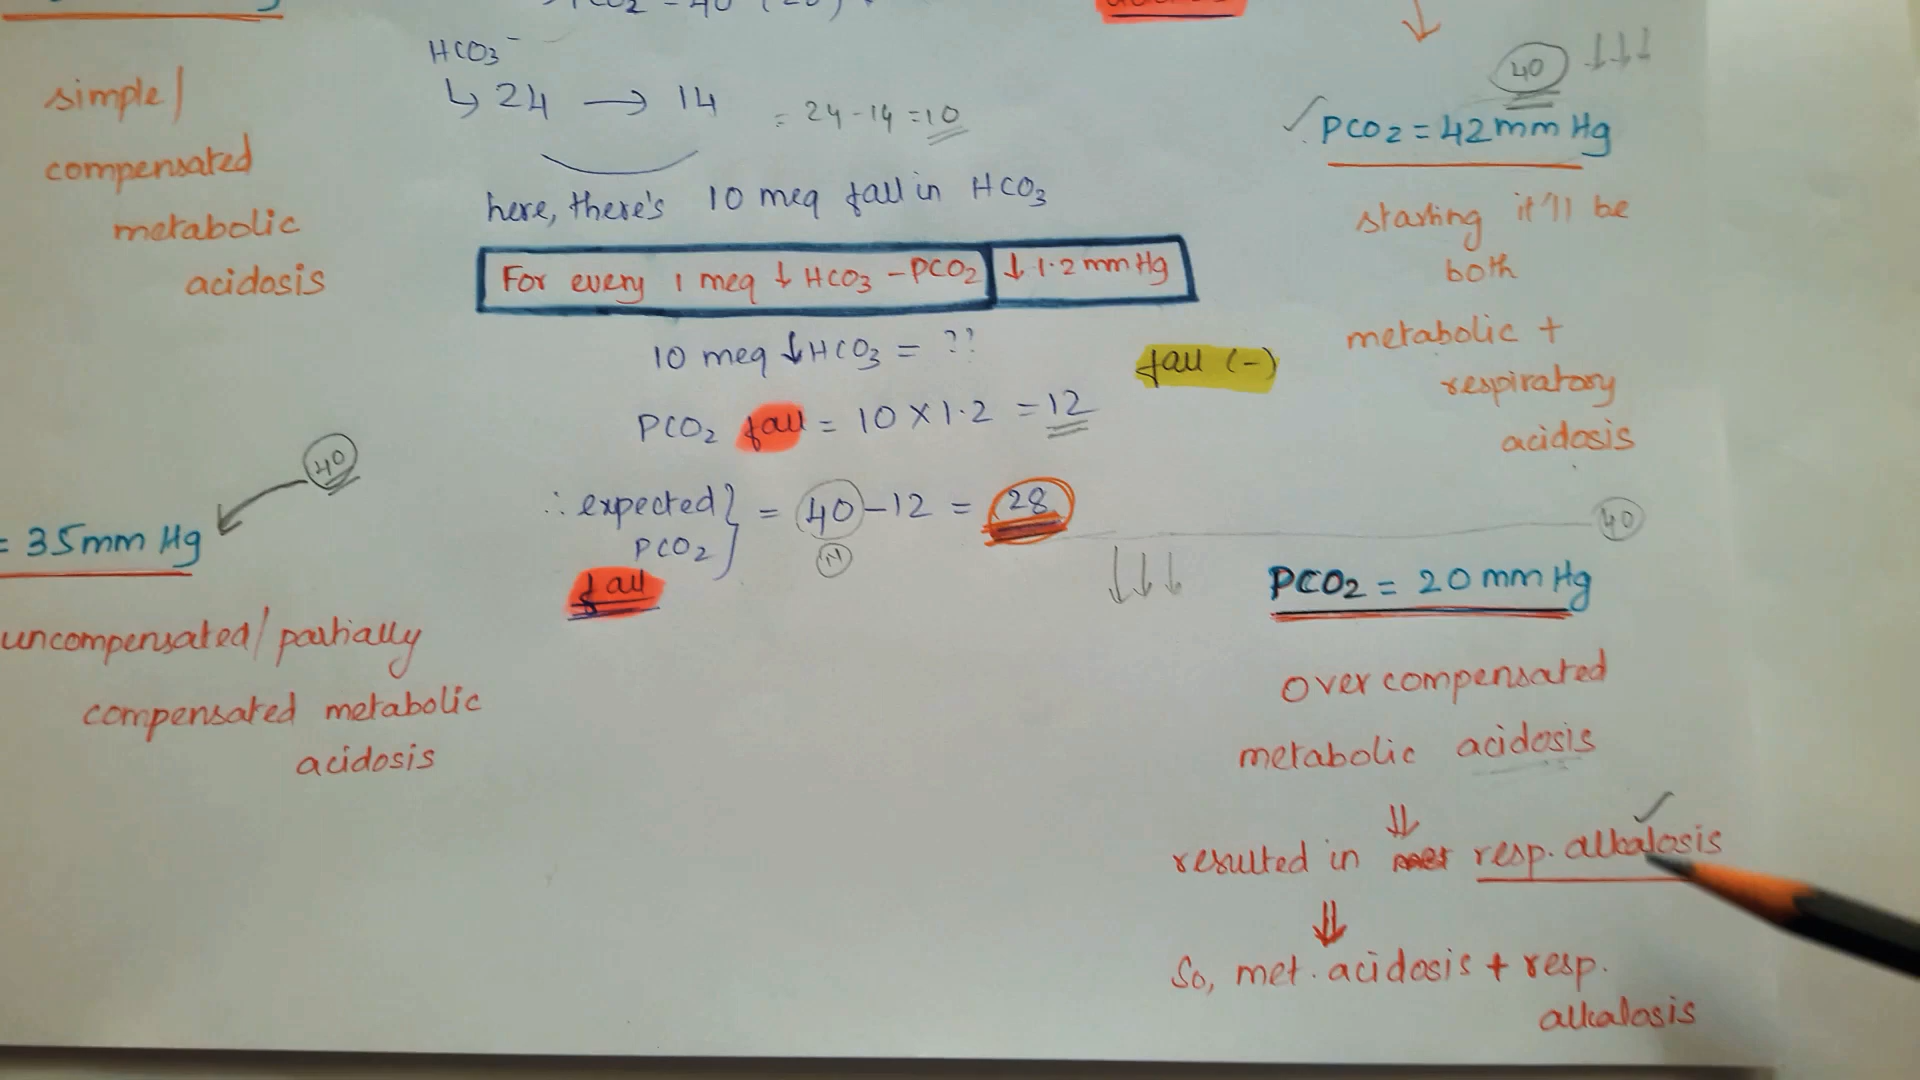 HCO3⁻
↳ 24 → 14 = 24-14 = 10
here, there's 10 meq fall in HCO3
For every 1 meq ↓ HCO3 - PCO2 ↓ 1.2 mm Hg
10 meq ↓ HCO3 = ??
fall (-)
PCO2 fall = 10 × 1.2 = 12
∴ expected PCO2 } = 40 - 12 = 28
N
fall
simple /
compensated
metabolic
acidosis
40
= 35 mm Hg
uncompensated / partially
compensated metabolic
acidosis
40 ↓↓↓
PCO2 = 42 mm Hg
starting it'll be
both
metabolic +
respiratory
acidosis
40
↓↓↓ PCO2 = 20 mm Hg
over compensated
metabolic acidosis
⇓
resulted in resp. alkalosis
⇓
So, met. acidosis + resp.
alkalosis